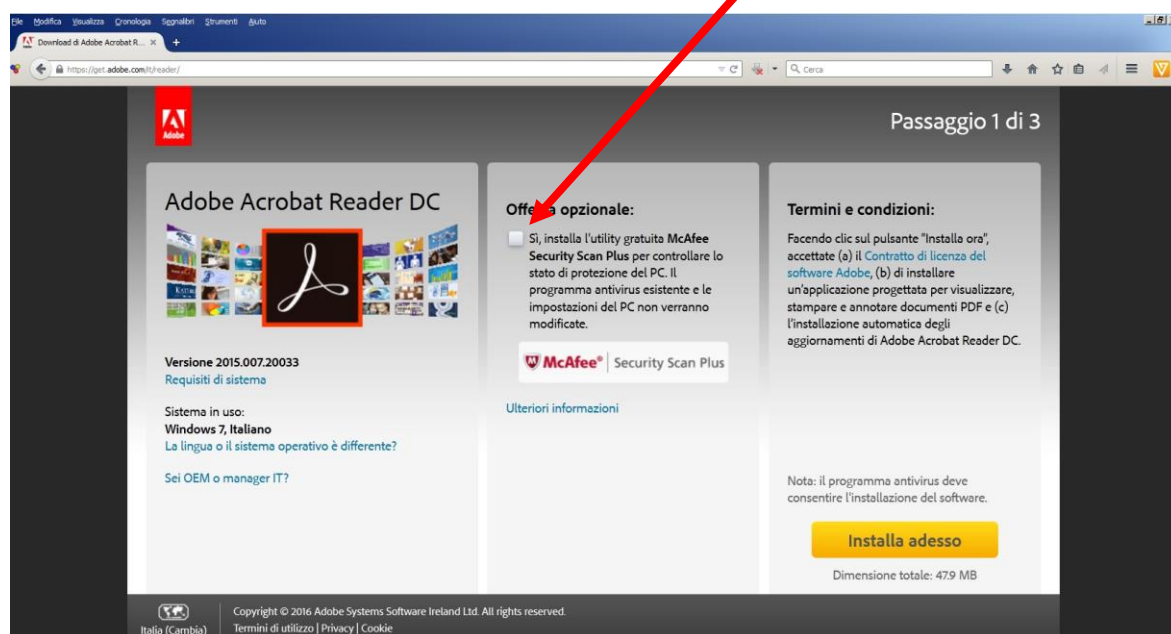 File Modifica Visualizza Cronologia Segnalibri Strumenti Aiuto
Download di Adobe Acrobat R...
https://get.adobe.com/it/reader/
Cerca
Adobe
Passaggio 1 di 3
Adobe Acrobat Reader DC
Versione 2015.007.20033
Requisiti di sistema
Sistema in uso:
Windows 7, Italiano
La lingua o il sistema operativo è differente?
Sei OEM o manager IT?
Offerta opzionale:
Sì, installa l'utility gratuita McAfee
Security Scan Plus per controllare lo
stato di protezione del PC. Il
programma antivirus esistente e le
impostazioni del PC non verranno
modificate.
McAfee® Security Scan Plus
Ulteriori informazioni
Termini e condizioni:
Facendo clic sul pulsante "Installa ora",
accettate (a) il Contratto di licenza del
software Adobe, (b) di installare
un'applicazione progettata per visualizzare,
stampare e annotare documenti PDF e (c)
l'installazione automatica degli
aggiornamenti di Adobe Acrobat Reader DC.
Nota: il programma antivirus deve
consentire l'installazione del software.
Installa adesso
Dimensione totale: 47.9 MB
Italia (Cambia)
Copyright © 2016 Adobe Systems Software Ireland Ltd. All rights reserved.
Termini di utilizzo | Privacy | Cookie